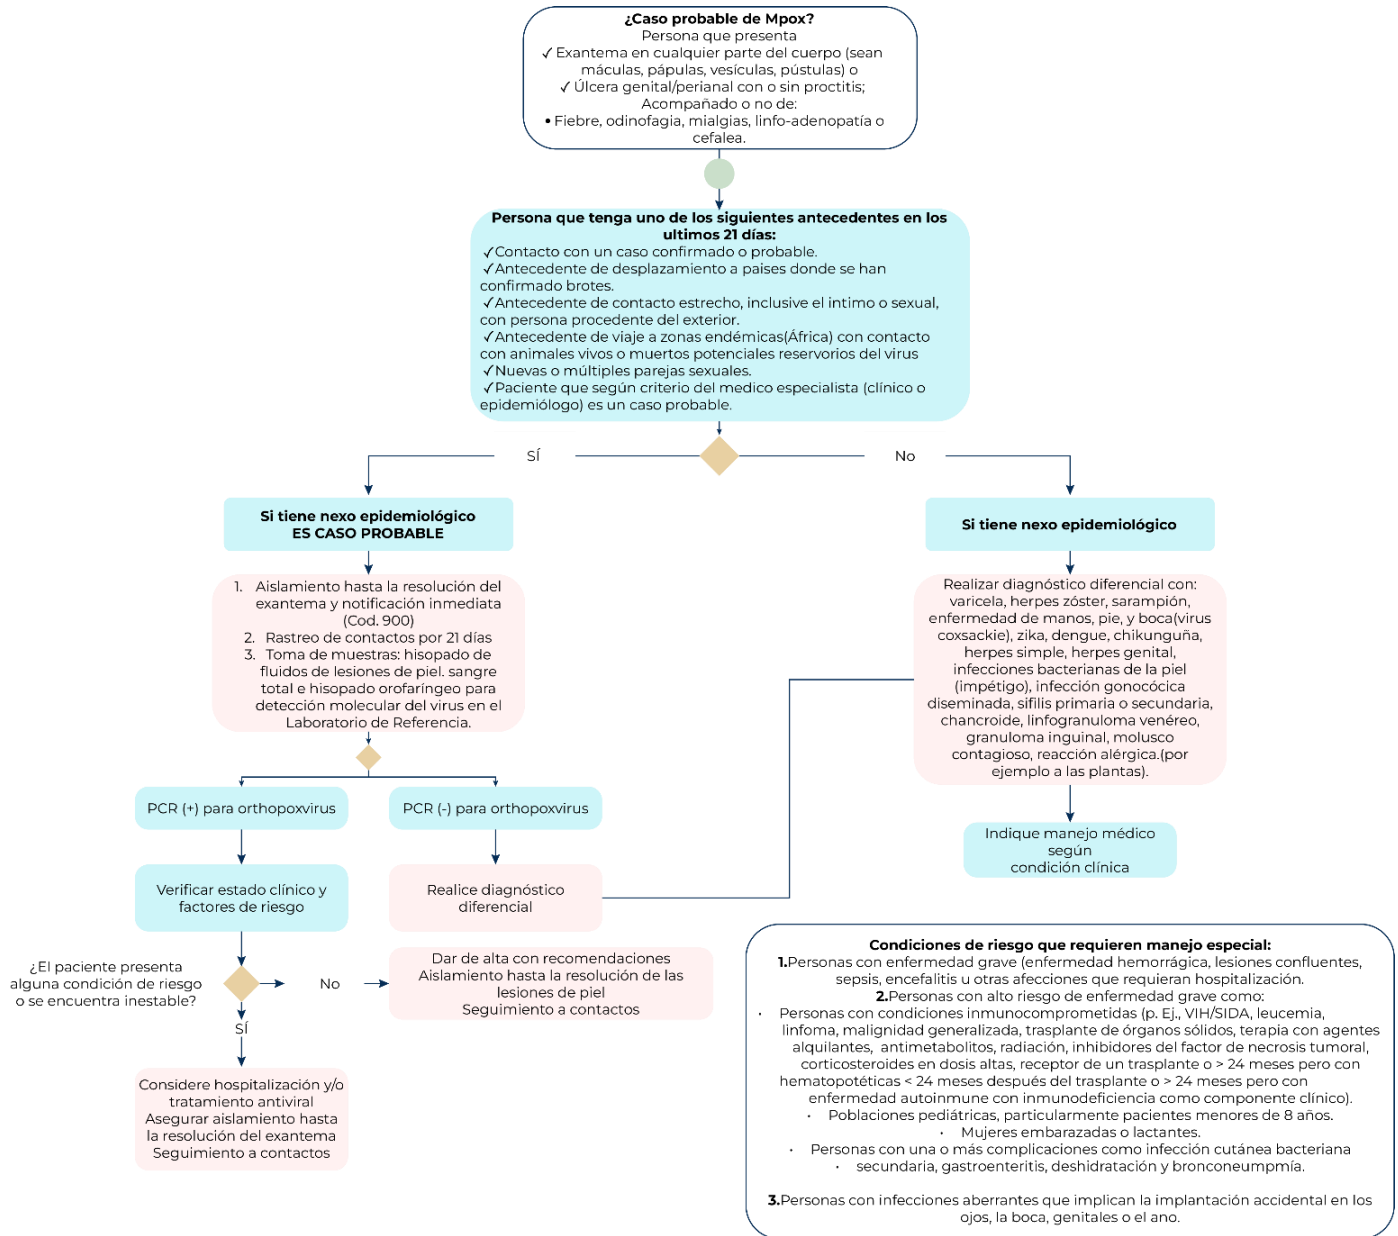 ¿Caso probable de Mpox?
Persona que presenta
✓ Exantema en cualquier parte del cuerpo (sean
máculas, pápulas, vesículas, pústulas) o
✓ Úlcera genital/perianal con o sin proctitis;
Acompañado o no de:
• Fiebre, odinofagia, mialgias, linfo-adenopatía o
cefalea.
Persona que tenga uno de los siguientes antecedentes en los
ultimos 21 días:
✓Contacto con un caso confirmado o probable.
✓Antecedente de desplazamiento a paises donde se han
confirmado brotes.
✓Antecedente de contacto estrecho, inclusive el intimo o sexual,
con persona procedente del exterior.
✓Antecedente de viaje a zonas endémicas(África) con contacto
con animales vivos o muertos potenciales reservorios del virus
✓Nuevas o múltiples parejas sexuales.
✓Paciente que según criterio del medico especialista (clínico o
epidemiólogo) es un caso probable.
SÍ
No
Si tiene nexo epidemiológico
ES CASO PROBABLE
Si tiene nexo epidemiológico
1. Aislamiento hasta la resolución del
exantema y notificación inmediata
(Cod. 900)
2. Rastreo de contactos por 21 días
3. Toma de muestras: hisopado de
fluidos de lesiones de piel. sangre
total e hisopado orofaríngeo para
detección molecular del virus en el
Laboratorio de Referencia.
Realizar diagnóstico diferencial con:
varicela, herpes zóster, sarampión,
enfermedad de manos, pie, y boca(virus
coxsackie), zika, dengue, chikunguña,
herpes simple, herpes genital,
infecciones bacterianas de la piel
(impétigo), infección gonocócica
diseminada, sifilis primaria o secundaria,
chancroide, linfogranuloma venéreo,
granuloma inguinal, molusco
contagioso, reacción alérgica.(por
ejemplo a las plantas).
PCR (+) para orthopoxvirus
PCR (-) para orthopoxvirus
Indique manejo médico
según
condición clínica
Verificar estado clínico y
factores de riesgo
Realice diagnóstico
diferencial
¿El paciente presenta
alguna condición de riesgo
o se encuentra inestable?
No
Dar de alta con recomendaciones
Aislamiento hasta la resolución de las
lesiones de piel
Seguimiento a contactos
SÍ
Considere hospitalización y/o
tratamiento antiviral
Asegurar aislamiento hasta
la resolución del exantema
Seguimiento a contactos
Condiciones de riesgo que requieren manejo especial:
1.Personas con enfermedad grave (enfermedad hemorrágica, lesiones confluentes,
sepsis, encefalitis u otras afecciones que requieran hospitalización.
2.Personas con alto riesgo de enfermedad grave como:
• Personas con condiciones inmunocomprometidas (p. Ej., VIH/SIDA, leucemia,
linfoma, malignidad generalizada, trasplante de órganos sólidos, terapia con agentes
alquilantes, antimetabolitos, radiación, inhibidores del factor de necrosis tumoral,
corticosteroides en dosis altas, receptor de un trasplante o > 24 meses pero con
hematopotéticas < 24 meses después del trasplante o > 24 meses pero con
enfermedad autoinmune con inmunodeficiencia como componente clínico).
• Poblaciones pediátricas, particularmente pacientes menores de 8 años.
• Mujeres embarazadas o lactantes.
• Personas con una o más complicaciones como infección cutánea bacteriana
• secundaria, gastroenteritis, deshidratación y bronconeumpmía.
3.Personas con infecciones aberrantes que implican la implantación accidental en los
ojos, la boca, genitales o el ano.